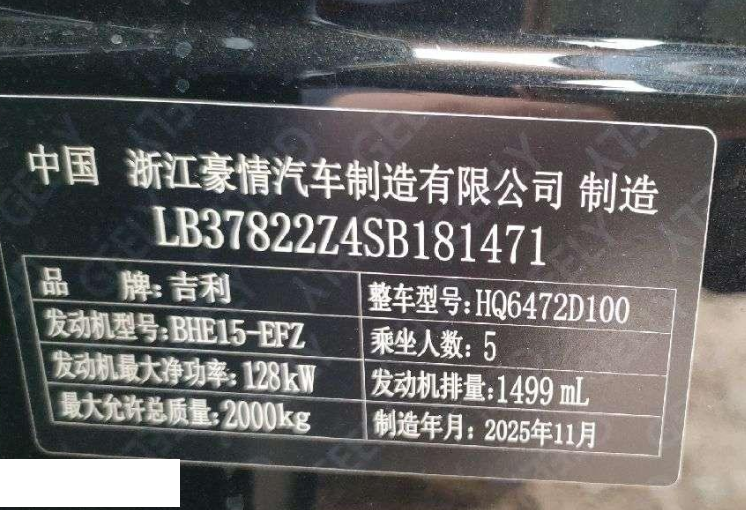 中国 浙江豪情汽车制造有限公司 制造
LB37822Z4SB181471
品 牌:吉利 整车型号:HQ6472D100
发动机型号:BHE15-EFZ 乘坐人数:5
发动机最大净功率:128kW 发动机排量:1499 mL
最大允许总质量:2000kg 制造年月:2025年11月
GEELY